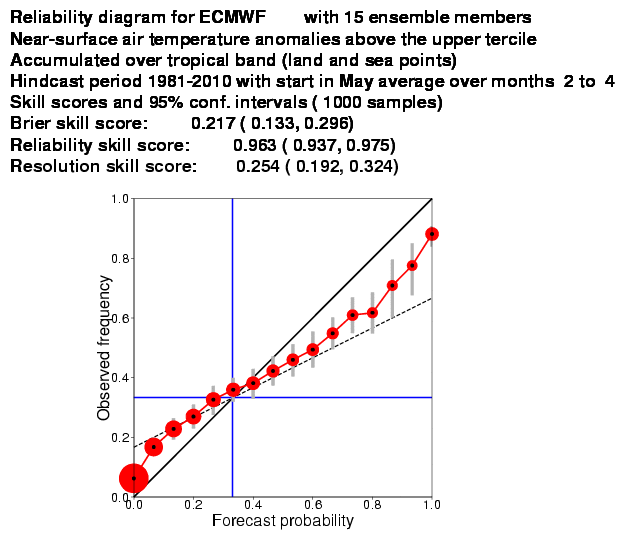 Reliability diagram for ECMWF with 15 ensemble members
Near-surface air temperature anomalies above the upper tercile
Accumulated over tropical band (land and sea points)
Hindcast period 1981-2010 with start in May average over months 2 to 4
Skill scores and 95% conf. intervals ( 1000 samples)
Brier skill score: 0.217 ( 0.133, 0.296)
Reliability skill score: 0.963 ( 0.937, 0.975)
Resolution skill score: 0.254 ( 0.192, 0.324)
1.0
0.8
0.6
0.4
0.2
0.0
Observed frequency
0.0 0.2 0.4 0.6 0.8 1.0
Forecast probability